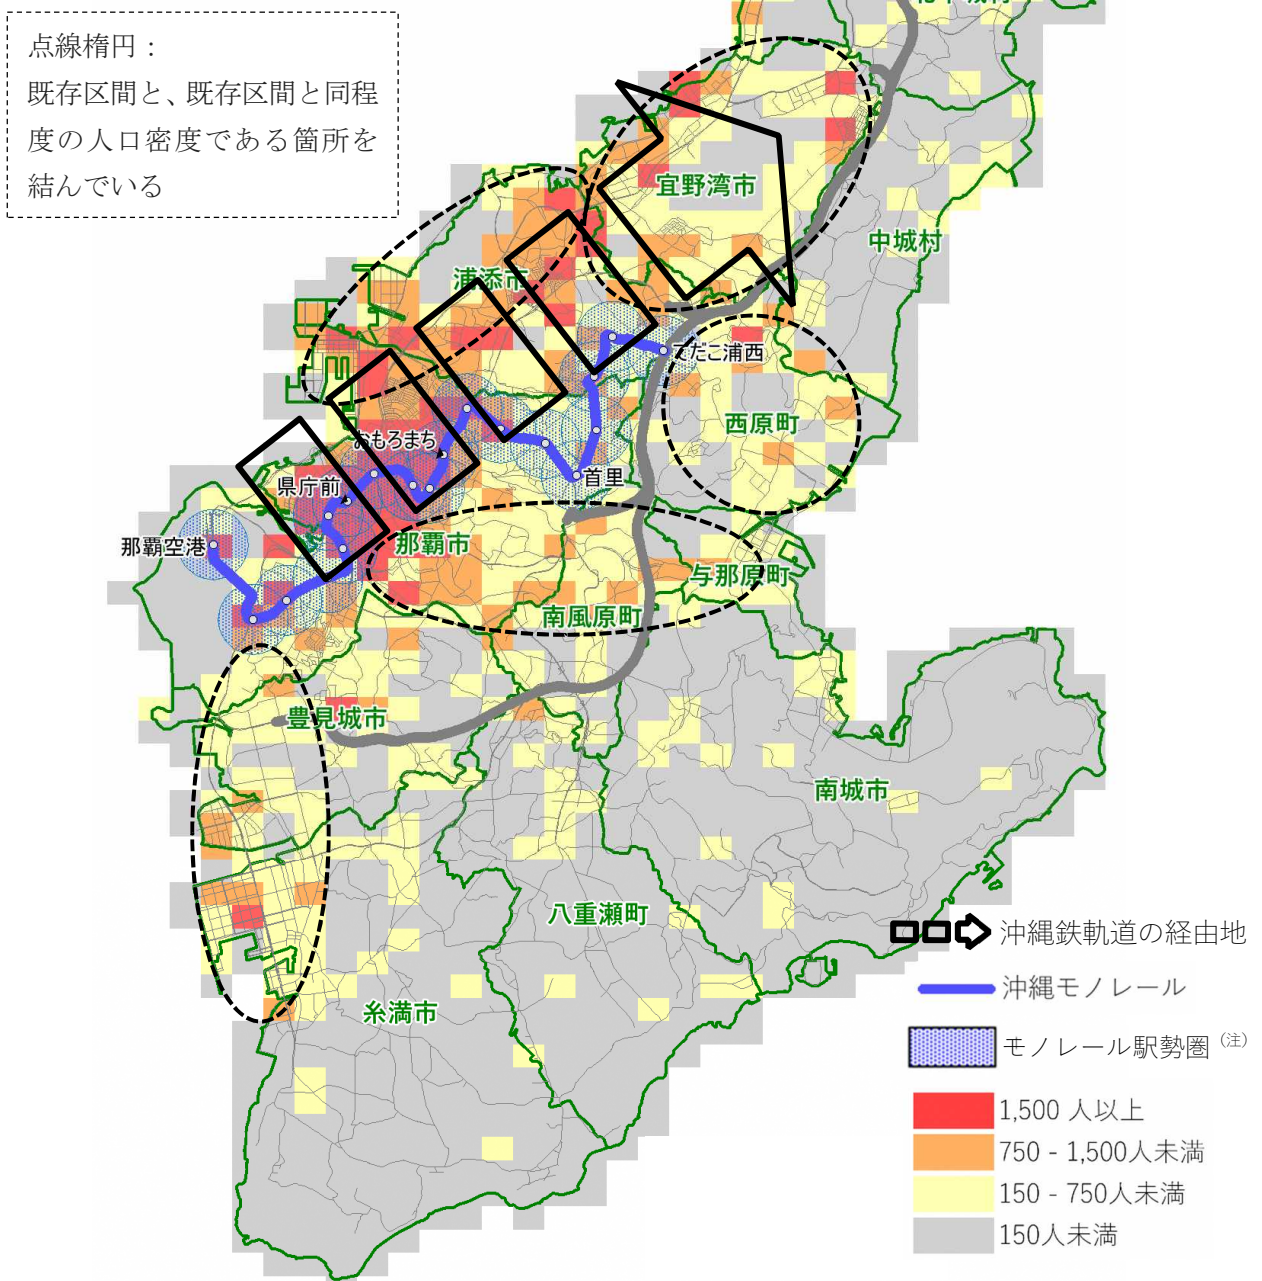 点線楕円：
既存区間と、既存区間と同程
度の人口密度である箇所を
結んでいる
宜野湾市
中城村
浦添市
てだこ浦西
西原町
おもろまち
県庁前
首里
那覇空港
那覇市
与那原町
南風原町
豊見城市
南城市
八重瀬町
糸満市
沖縄鉄軌道の経由地
沖縄モノレール
モノレール駅勢圏（注）
1,500 人以上
750 - 1,500人未満
150 - 750人未満
150人未満